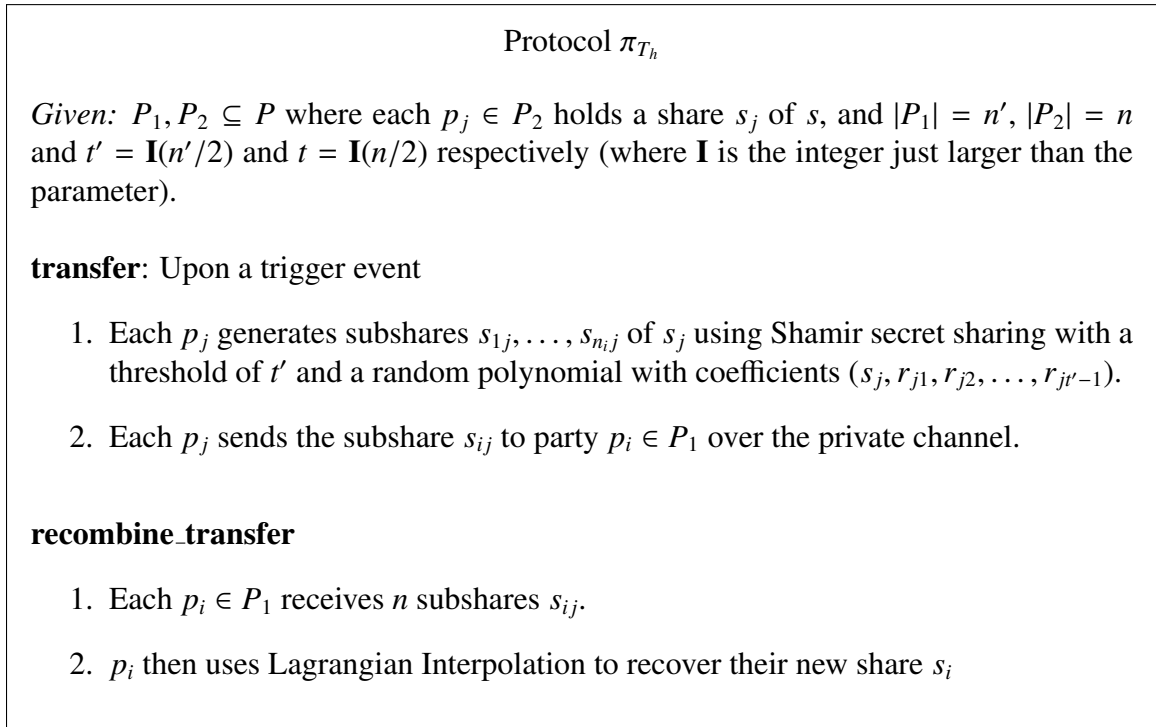 Protocol π_{T_h}
Given: P_1, P_2 ⊆ P where each p_j ∈ P_2 holds a share s_j of s, and |P_1| = n′, |P_2| = n
and t′ = I(n′/2) and t = I(n/2) respectively (where I is the integer just larger than the
parameter).
transfer: Upon a trigger event
1. Each p_j generates subshares s_{1j}, . . . , s_{n_i j} of s_j using Shamir secret sharing with a
threshold of t′ and a random polynomial with coefficients (s_j, r_{j1}, r_{j2}, . . . , r_{jt′−1}).
2. Each p_j sends the subshare s_{ij} to party p_i ∈ P_1 over the private channel.
recombine_transfer
1. Each p_i ∈ P_1 receives n subshares s_{ij}.
2. p_i then uses Lagrangian Interpolation to recover their new share s_i